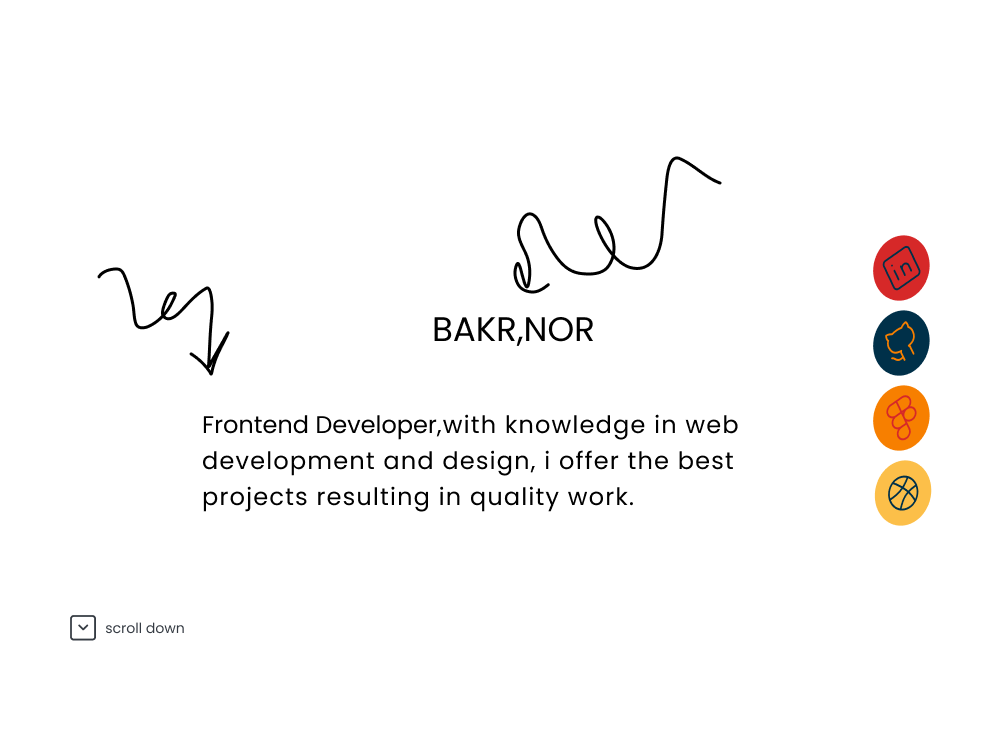 BAKR,NOR
in
Frontend Developer,with knowledge in web
development and design, i offer the best
projects resulting in quality work.
scroll down